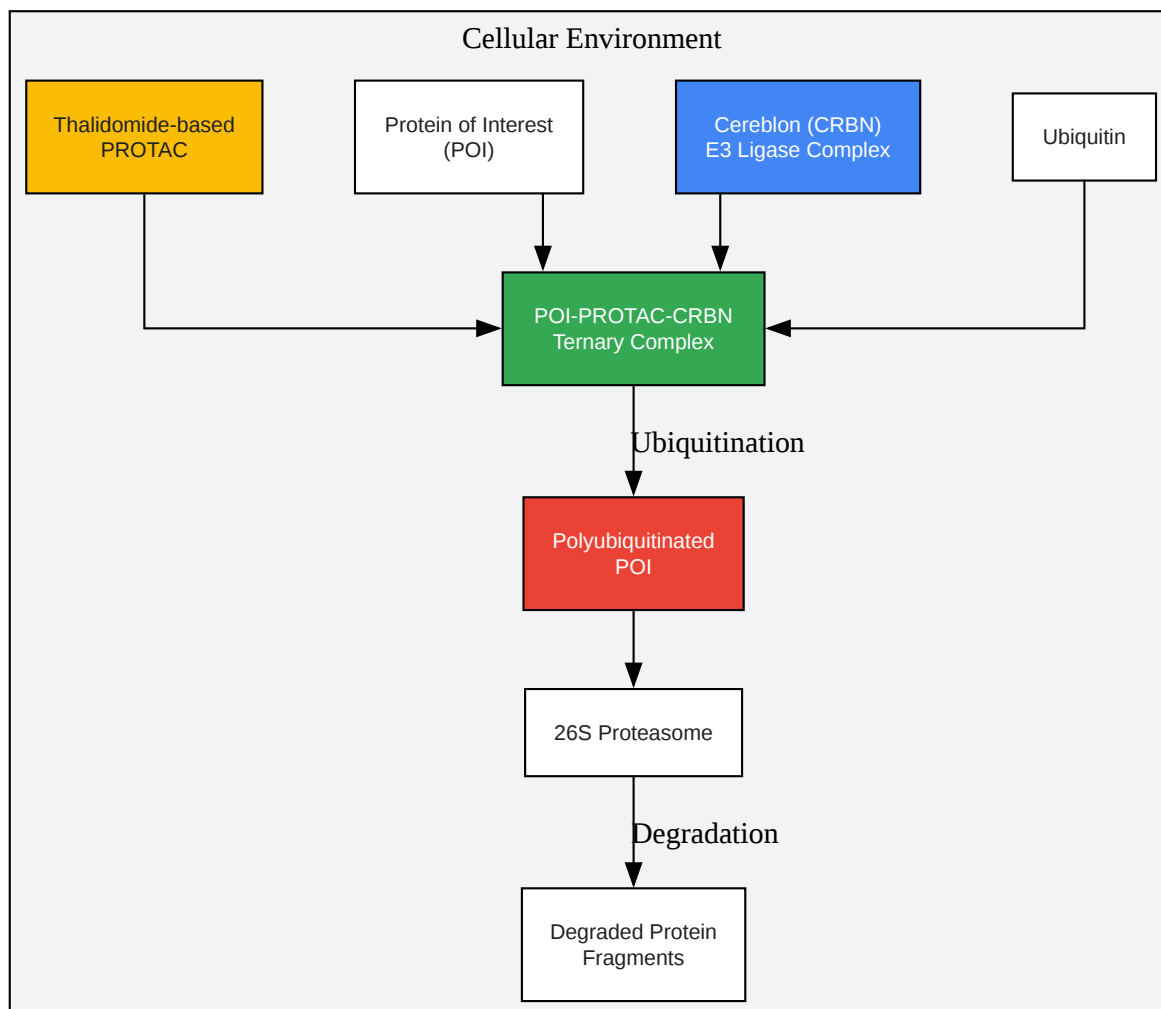 Cellular Environment
Thalidomide-based
PROTAC
Protein of Interest
(POI)
Cereblon (CRBN)
E3 Ligase Complex
Ubiquitin
POI-PROTAC-CRBN
Ternary Complex
Ubiquitination
Polyubiquitinated
POI
26S Proteasome
Degradation
Degraded Protein
Fragments